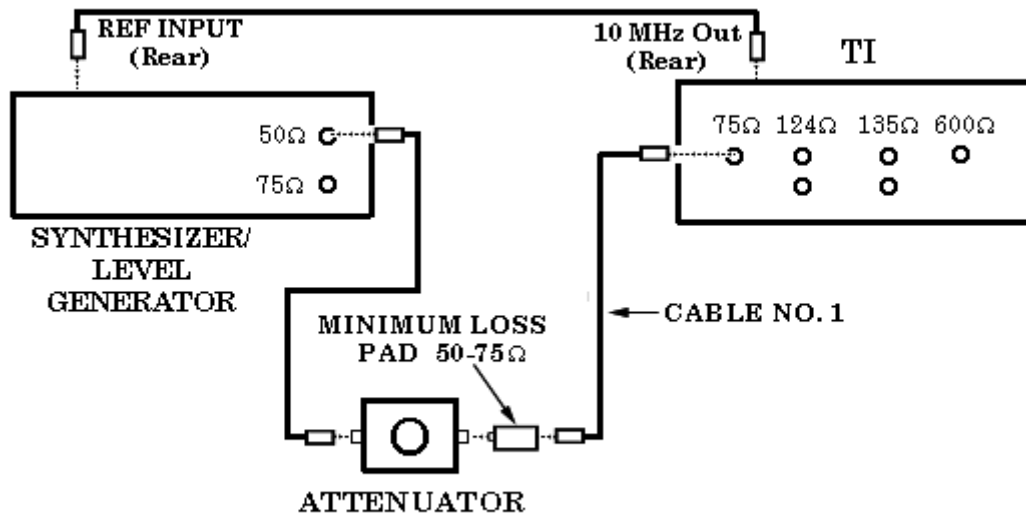 REF INPUT
(Rear)
10 MHz Out
(Rear)
TI
50Ω
75Ω
75Ω 124Ω 135Ω 600Ω
SYNTHESIZER/
LEVEL
GENERATOR
MINIMUM LOSS
PAD 50-75Ω
CABLE NO. 1
ATTENUATOR